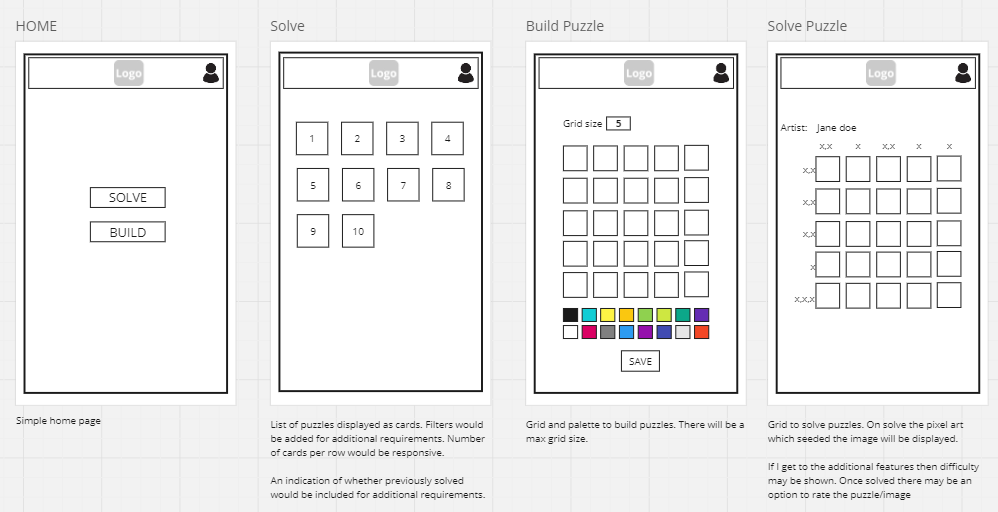 HOME
Logo
SOLVE
BUILD
Simple home page
Solve
Logo
1 2 3 4
5 6 7 8
9 10
List of puzzles displayed as cards. Filters would
be added for additional requirements. Number
of cards per row would be responsive.
An indication of whether previously solved
would be included for additional requirements.
Build Puzzle
Logo
Grid size 5
SAVE
Grid and palette to build puzzles. There will be a
max grid size.
Solve Puzzle
Logo
Artist: Jane doe
x,x x x,x x x
x,x
x,x
x,x
x
x,x,x
Grid to solve puzzles. On solve the pixel art
which seeded the image will be displayed.
If I get to the additional features then difficulty
may be shown. Once solved there may be an
option to rate the puzzle/image